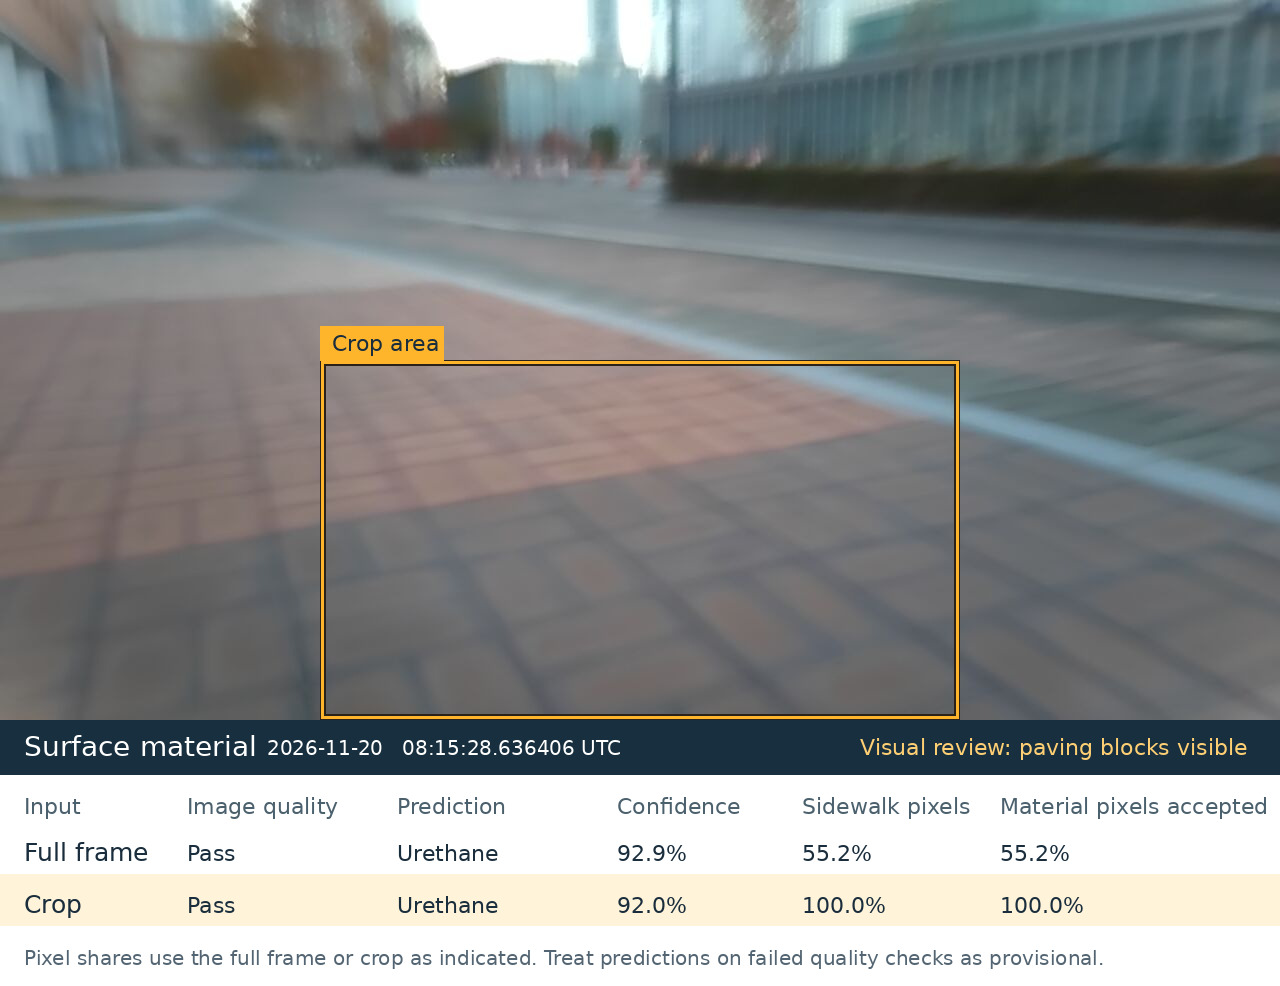 Crop area
Surface material 2026-11-20 08:15:28.636406 UTC Visual review: paving blocks visible
Input Image quality Prediction Confidence Sidewalk pixels Material pixels accepted
Full frame Pass Urethane 92.9% 55.2% 55.2%
Crop Pass Urethane 92.0% 100.0% 100.0%
Pixel shares use the full frame or crop as indicated. Treat predictions on failed quality checks as provisional.